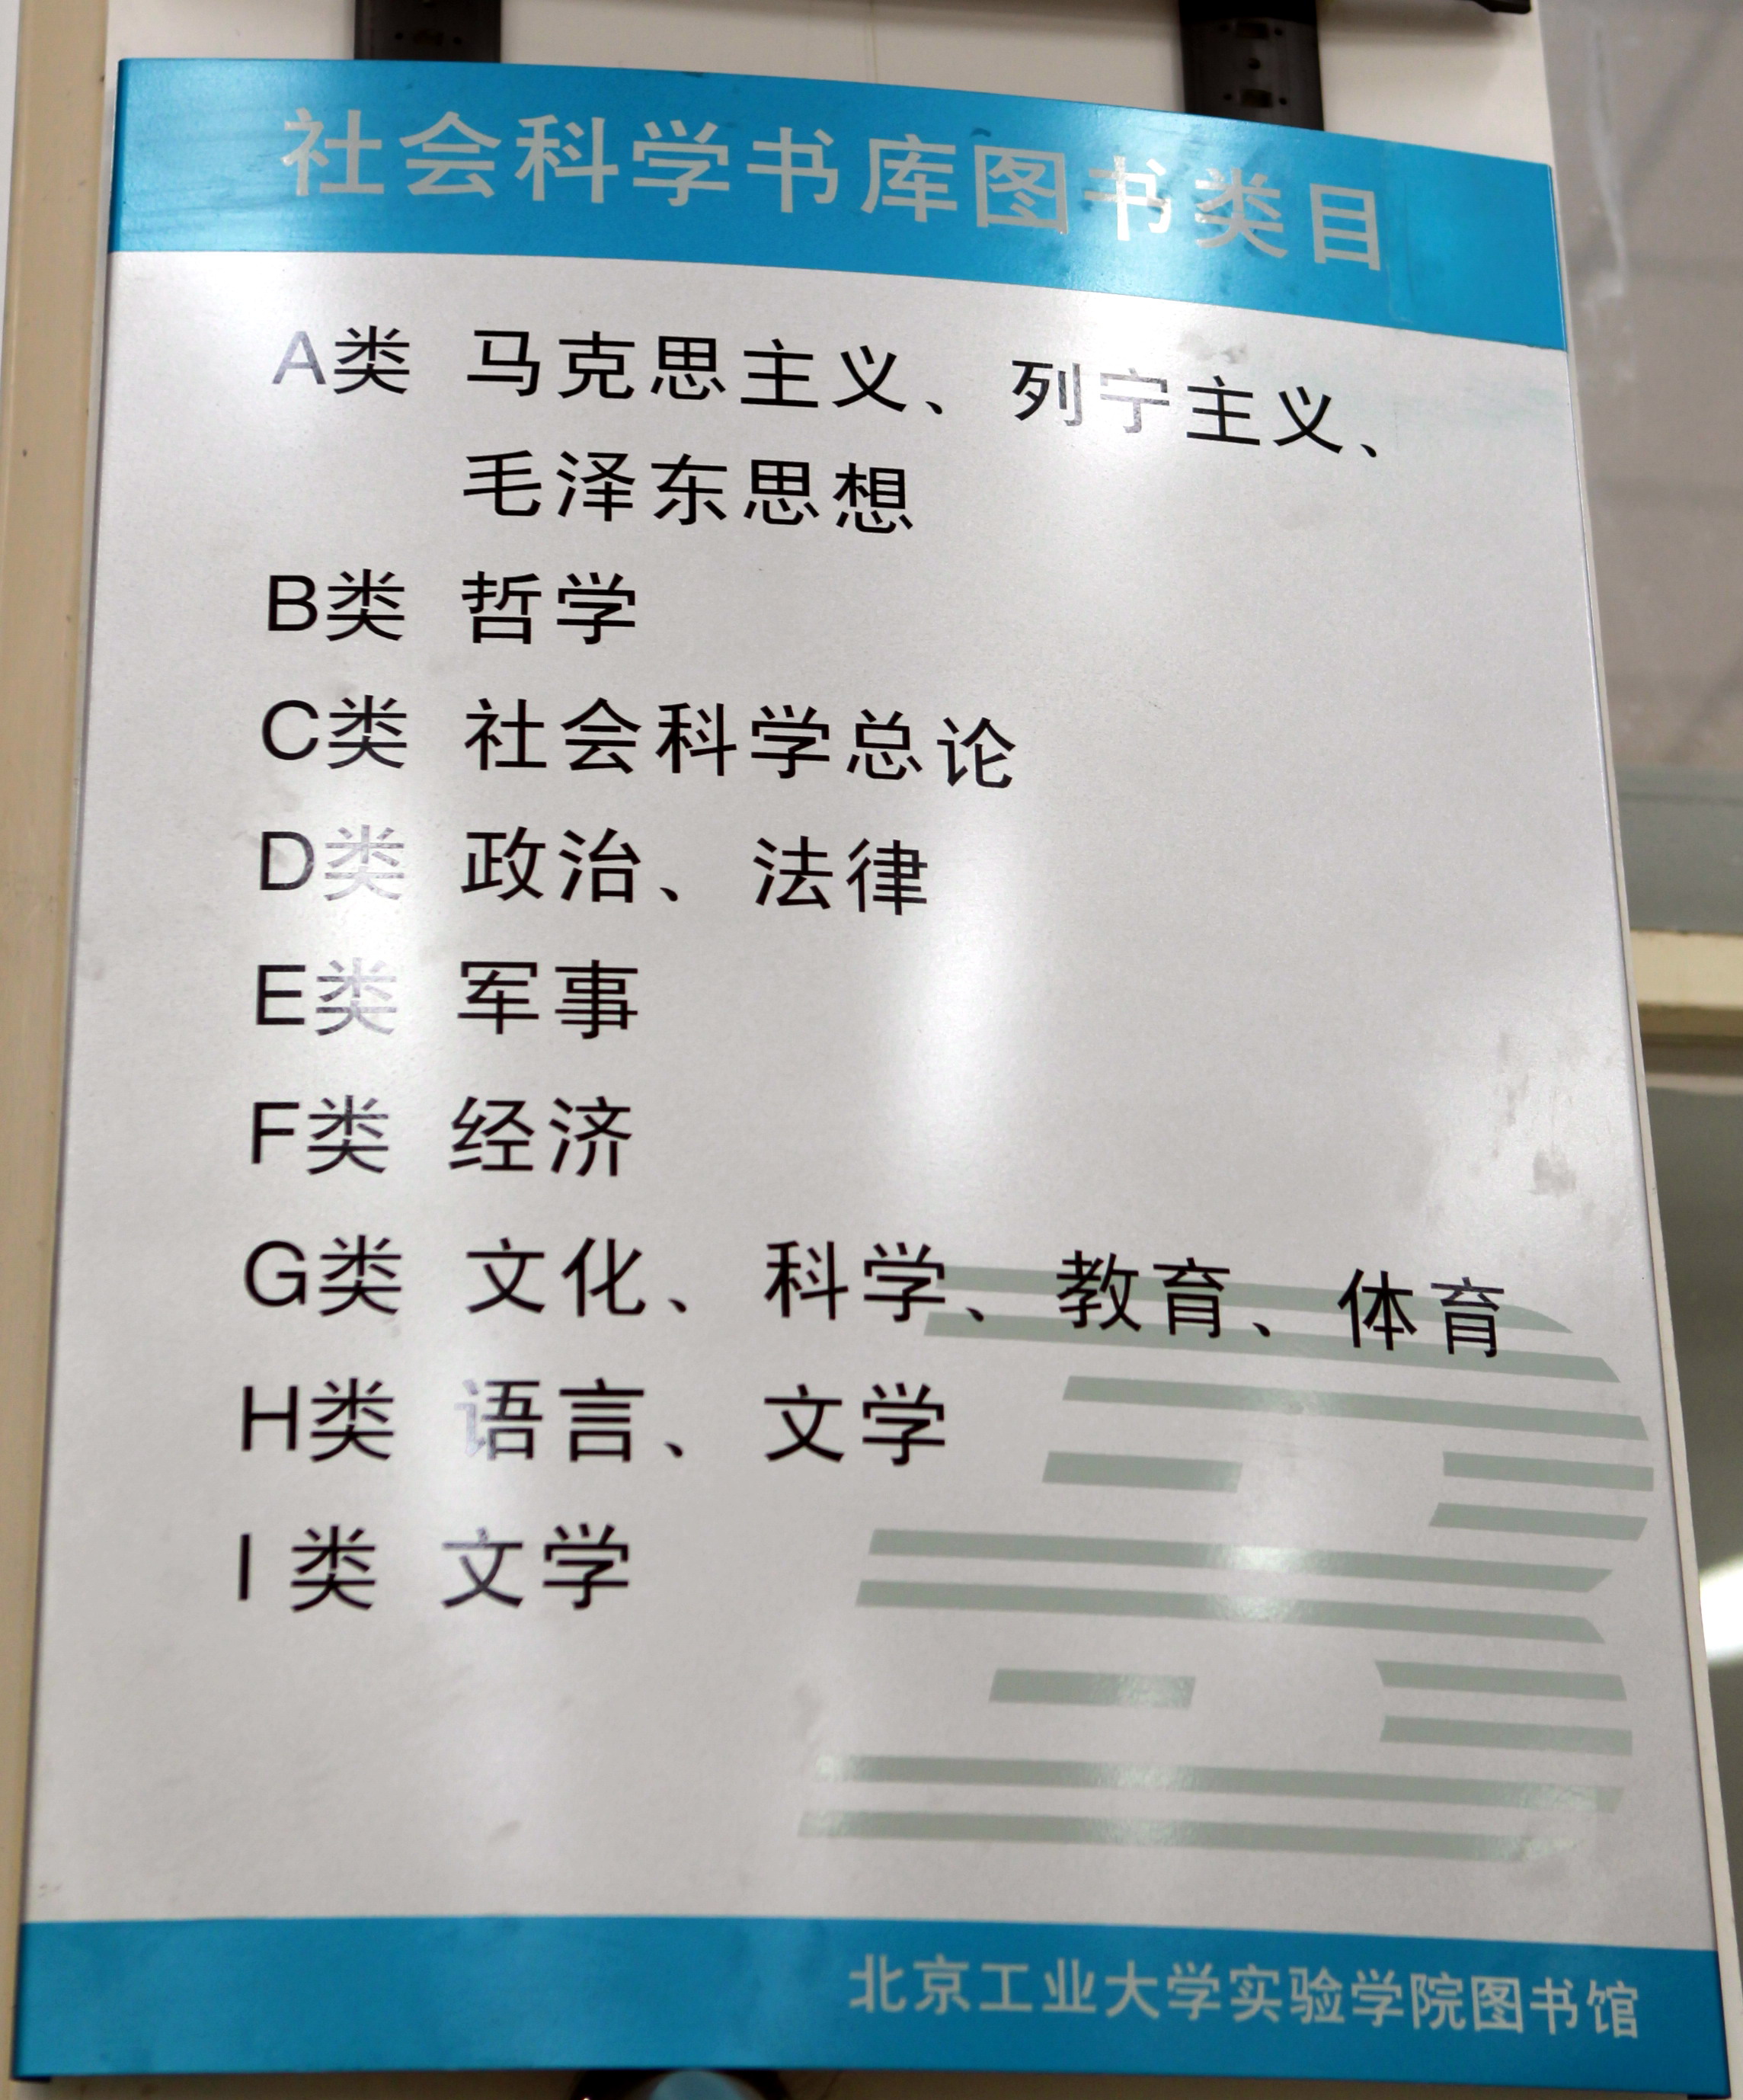 社会科学书库图书类目
A类 马克思主义、列宁主义、
毛泽东思想
B类 哲学
C类 社会科学总论
D类 政治、法律
E类 军事
F类 经济
G类 文化、科学、教育、体育
H类 语言、文学
I 类 文学
北京工业大学实验学院图书馆